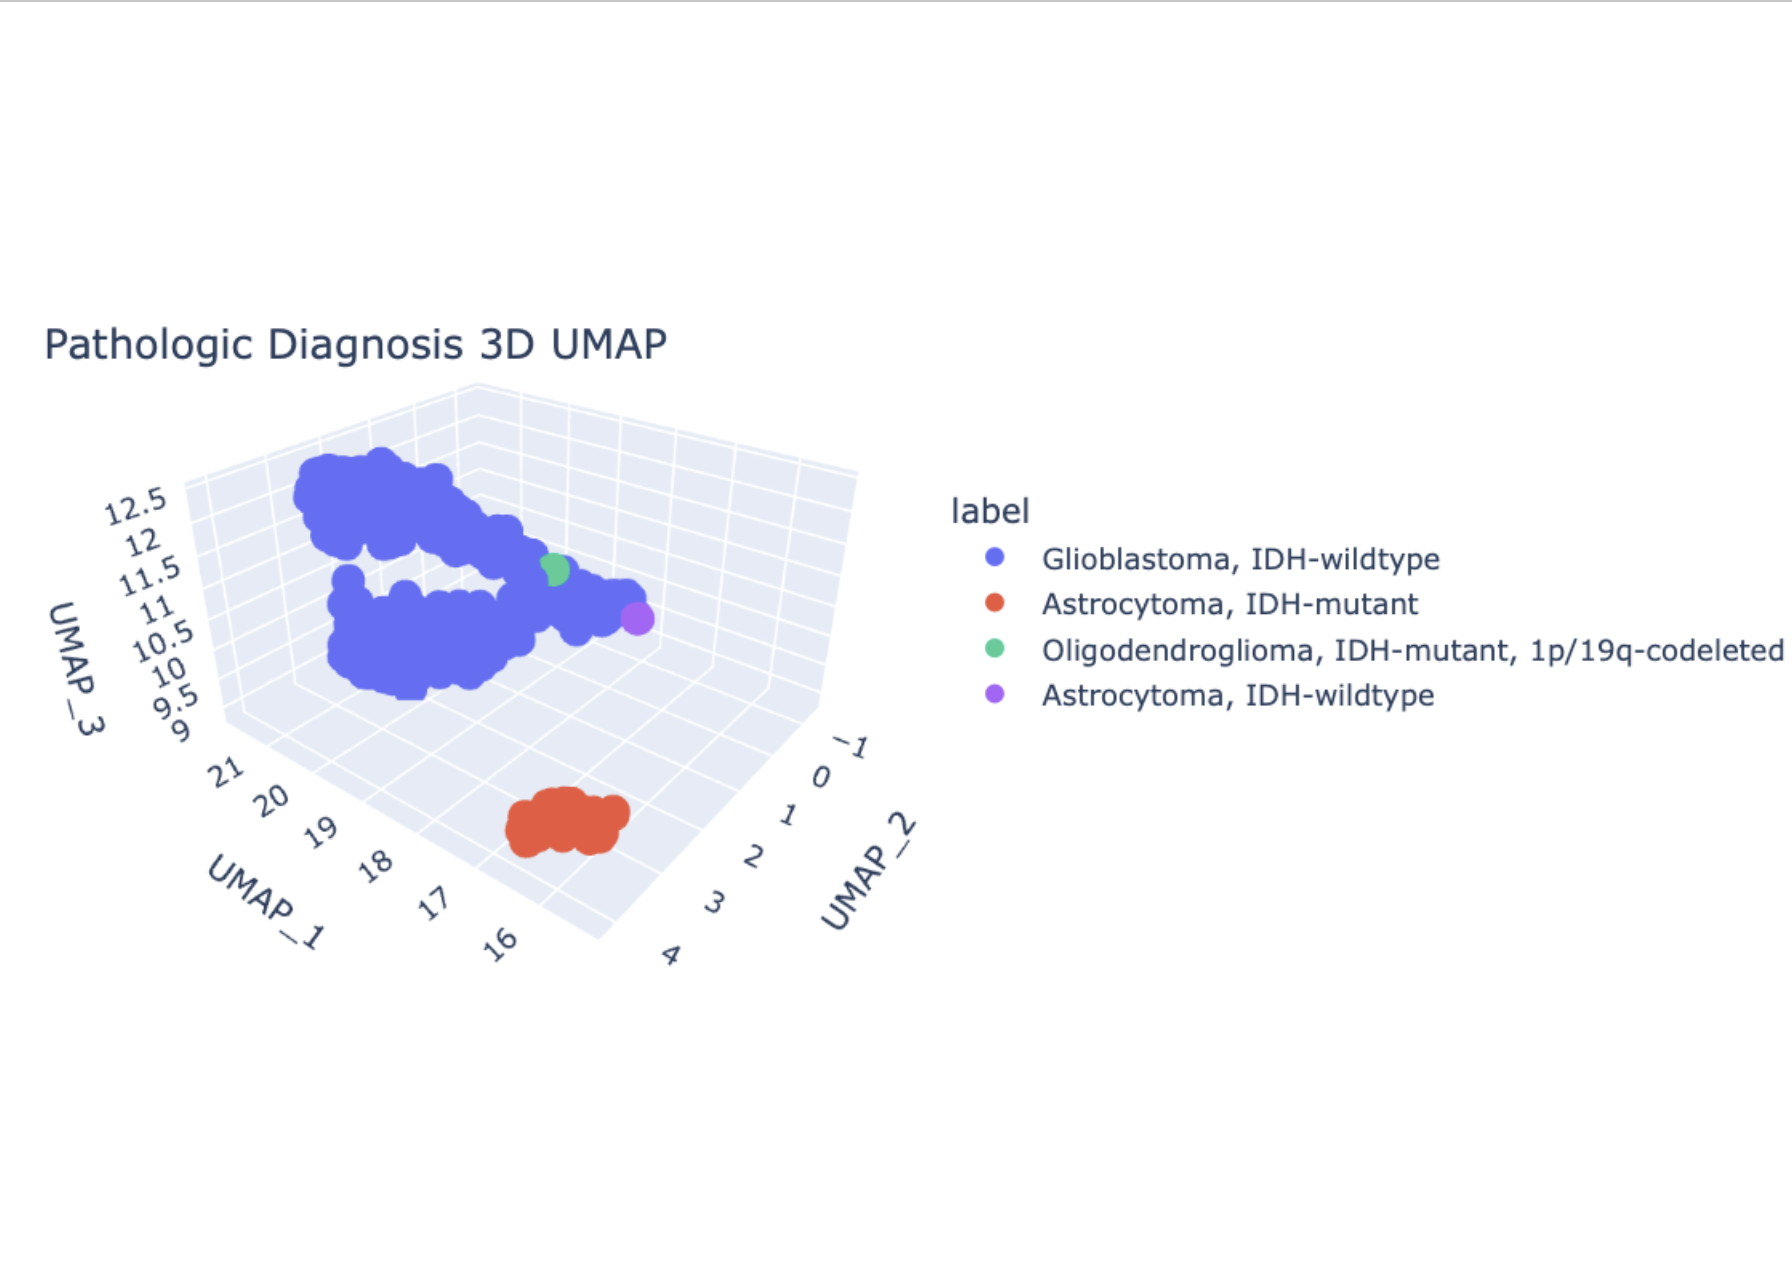 Pathologic Diagnosis 3D UMAP
12.5
12
11.5
11
10.5
10
9.5
9
UMAP_3
21
20
19
18
17
16
UMAP_1
−1
0
1
2
3
4
UMAP_2
label
Glioblastoma, IDH-wildtype
Astrocytoma, IDH-mutant
Oligodendroglioma, IDH-mutant, 1p/19q-codeleted
Astrocytoma, IDH-wildtype